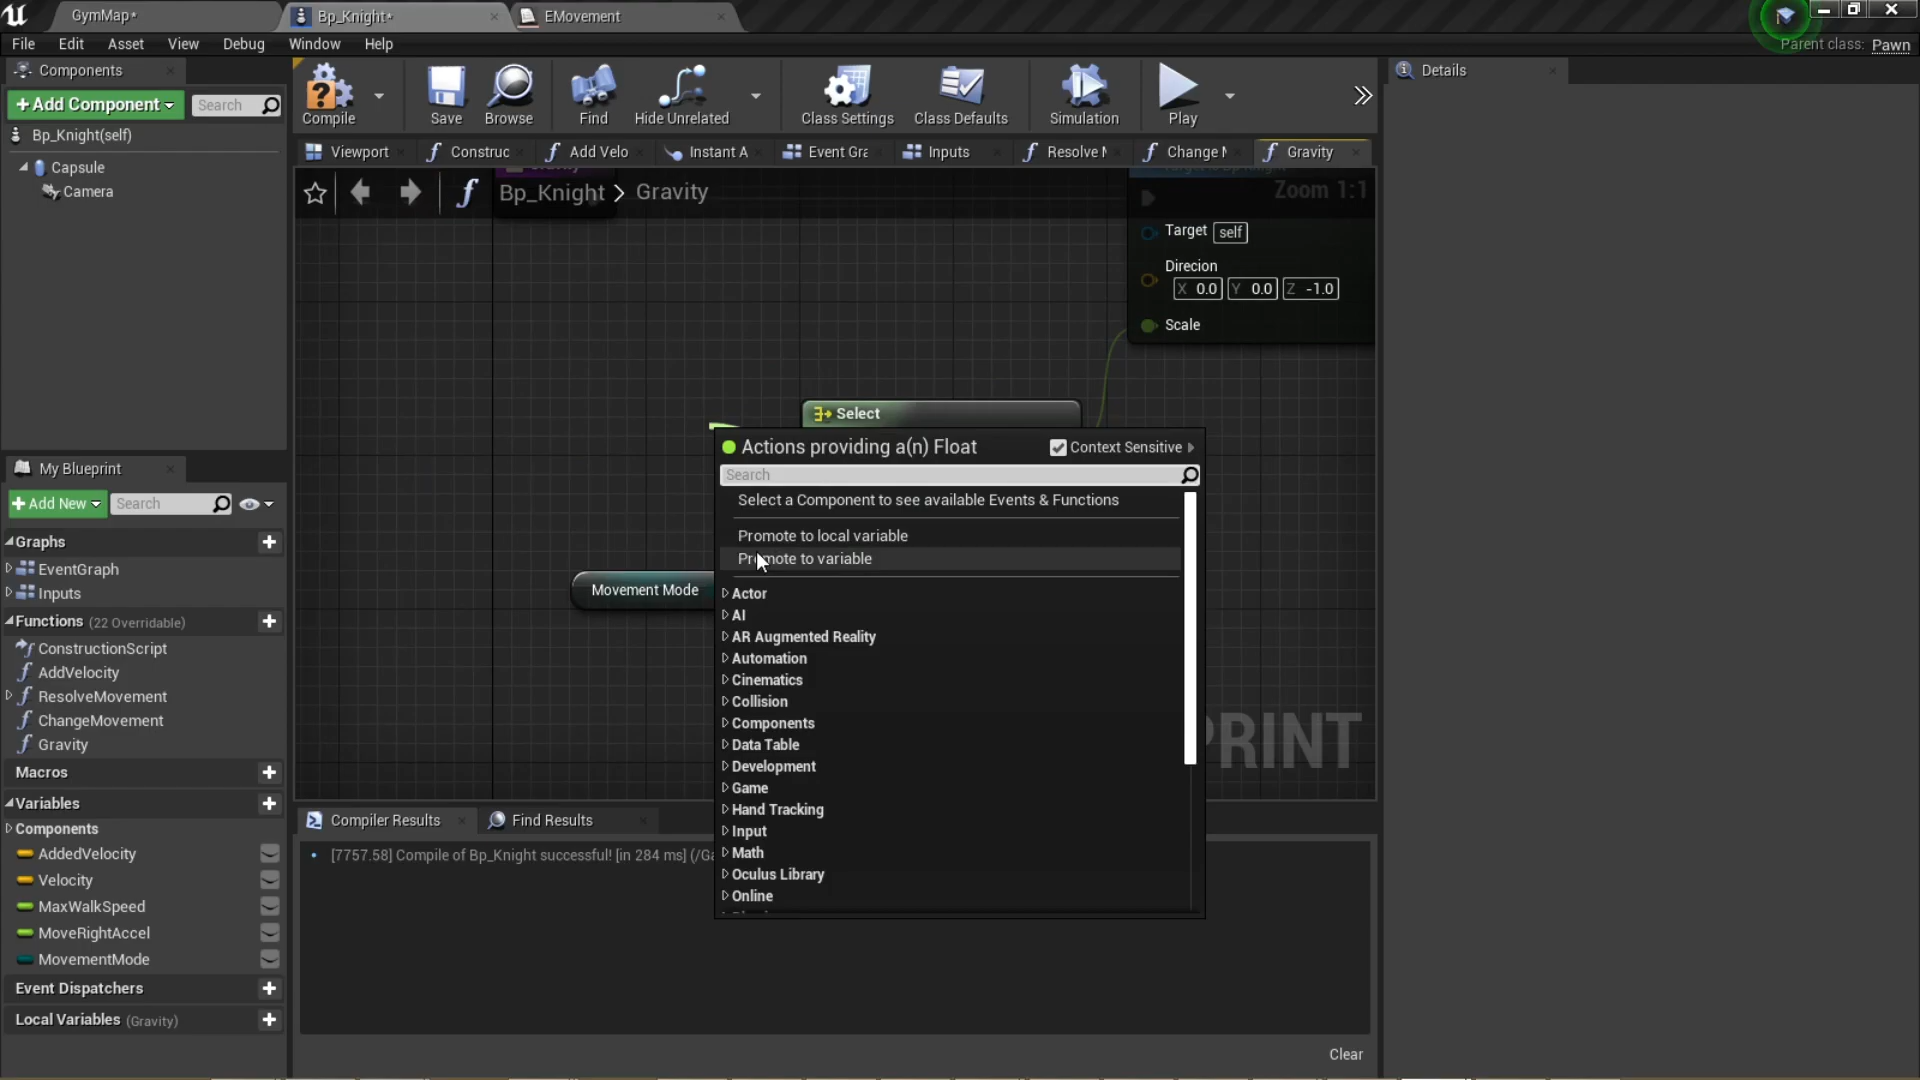 GymMap*
Bp_Knight*
EMovement
File
Edit
Asset
View
Debug
Window
Help
Parent class: Pawn
Components
+Add Component
Search
Bp_Knight(self)
Capsule
Camera
Compile
Save
Browse
Find
Hide Unrelated
Class Settings
Class Defaults
Simulation
Play
Details
Viewport
Construc
Add Velo
Instant A
Event Gra
Inputs
Resolve M
Change M
Gravity
Bp_Knight > Gravity
Zoom 1:1
Target self
Direcion
X 0.0 Y 0.0 Z -1.0
Scale
Select
Movement Mode
Actions providing a(n) Float
Context Sensitive
Search
Select a Component to see available Events & Functions
Promote to local variable
Promote to variable
Actor
AI
AR Augmented Reality
Automation
Cinematics
Collision
Components
Data Table
Development
Game
Hand Tracking
Input
Math
Oculus Library
Online
PRINT
My Blueprint
+Add New
Search
Graphs
EventGraph
Inputs
Functions (22 Overridable)
ConstructionScript
AddVelocity
ResolveMovement
ChangeMovement
Gravity
Macros
Variables
Components
AddedVelocity
Velocity
MaxWalkSpeed
MoveRightAccel
MovementMode
Event Dispatchers
Local Variables (Gravity)
Compiler Results
Find Results
[7757.58] Compile of Bp_Knight successful! [in 284 ms] (/Ga
Clear